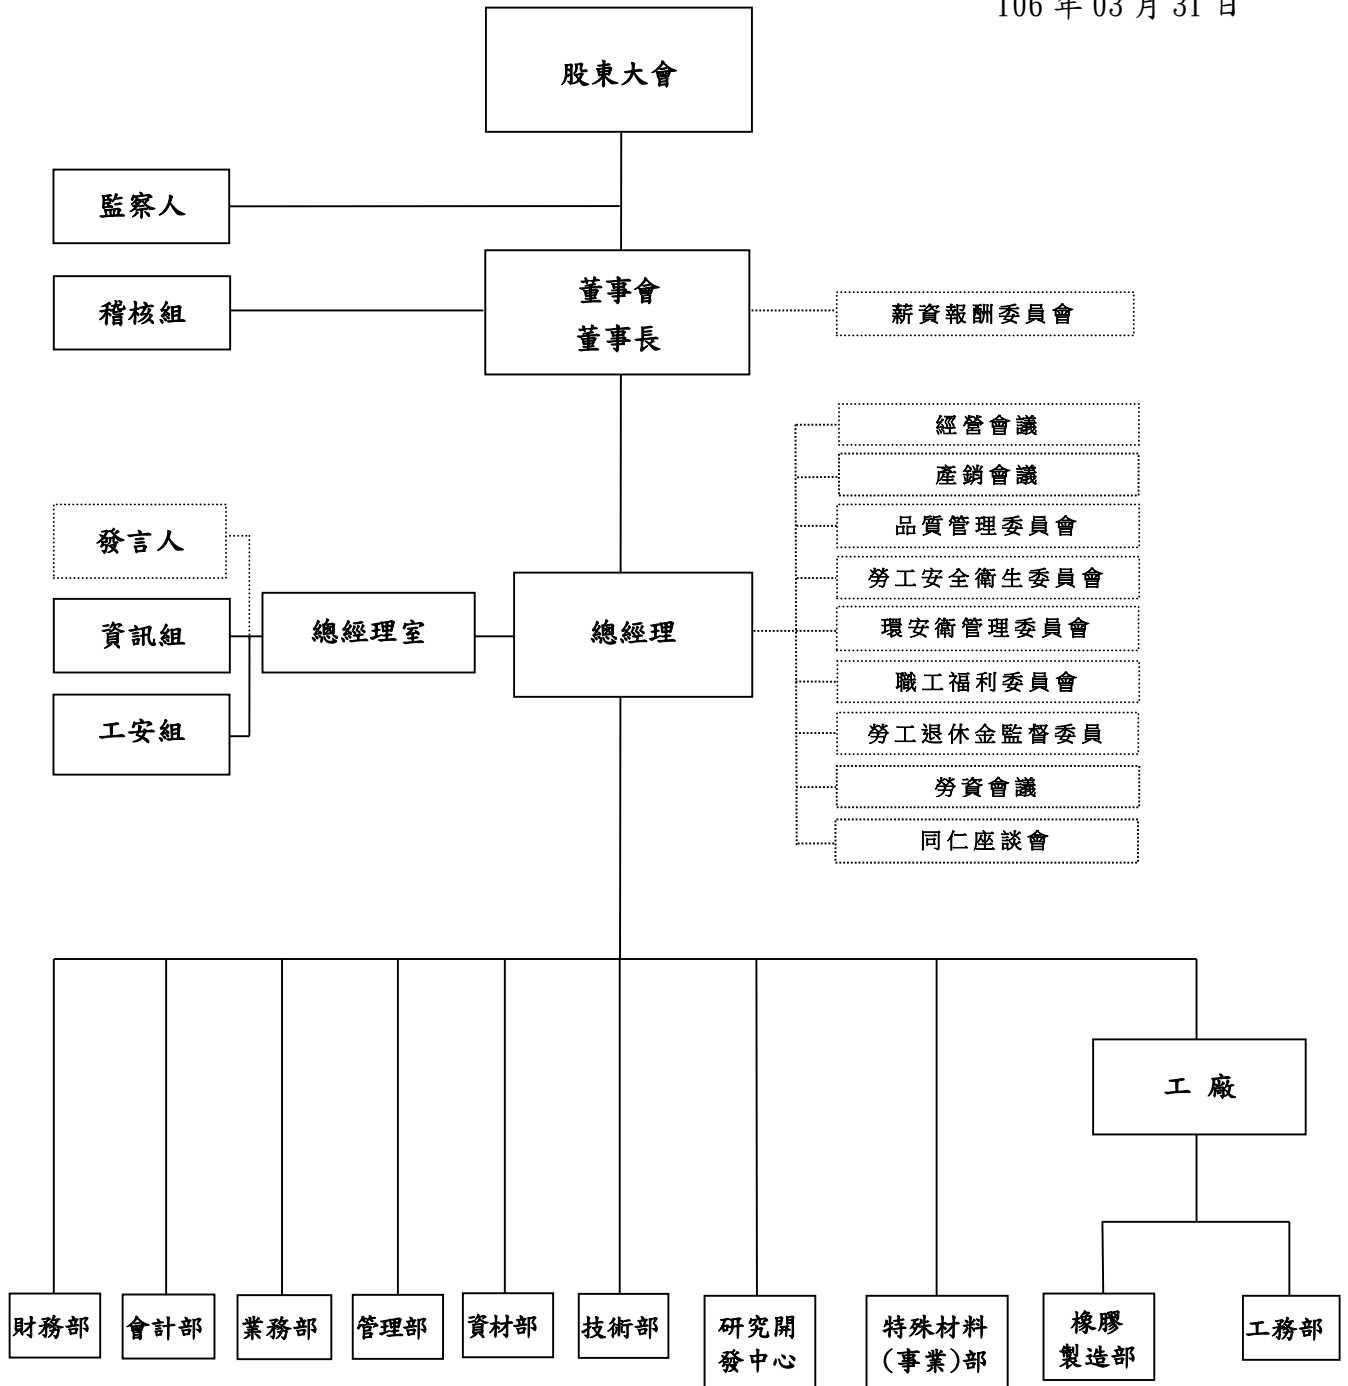 106 年 03 月 31 日
股東大會
監察人
董事會
董事長
稽核組
薪資報酬委員會
經營會議
產銷會議
品質管理委員會
勞工安全衛生委員會
環安衛管理委員會
職工福利委員會
勞工退休金監督委員
勞資會議
同仁座談會
發言人
資訊組
工安組
總經理室
總經理
工 廠
財務部
會計部
業務部
管理部
資材部
技術部
研究開
發中心
特殊材料
(事業)部
橡膠
製造部
工務部